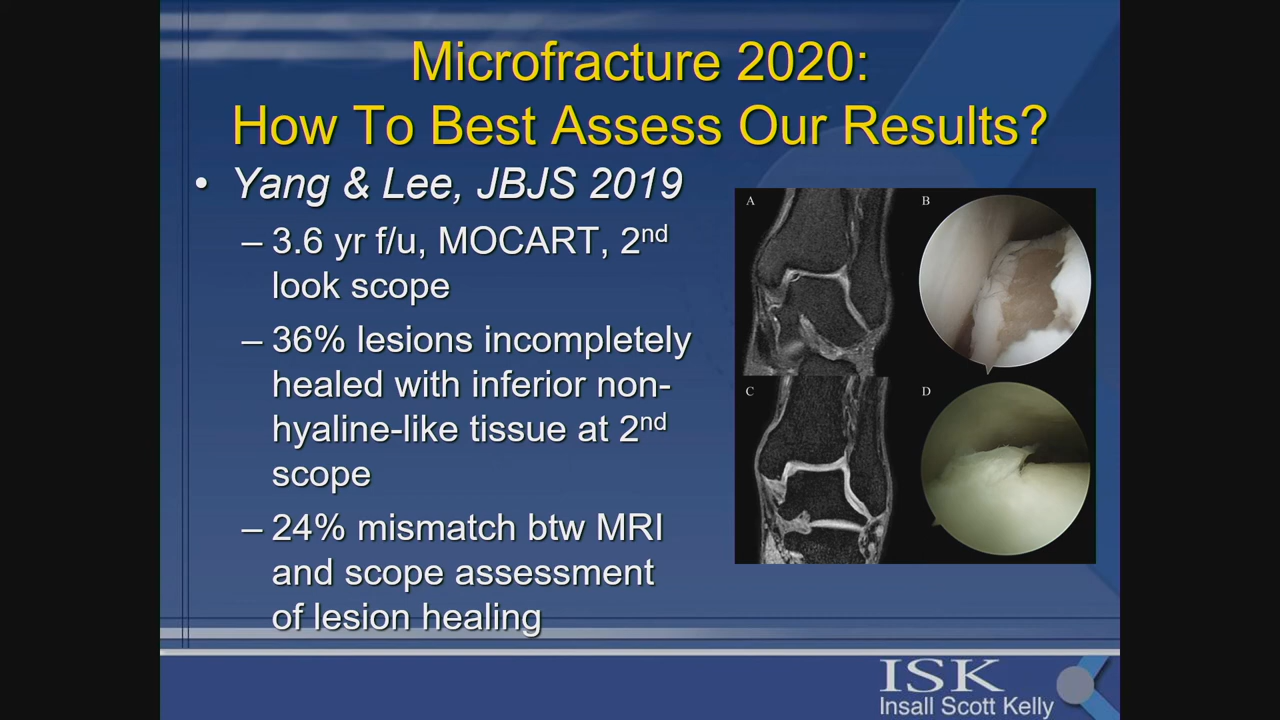 Microfracture 2020:
How To Best Assess Our Results?
• Yang & Lee, JBJS 2019
– 3.6 yr f/u, MOCART, 2nd
look scope
– 36% lesions incompletely
healed with inferior non-
hyaline-like tissue at 2nd
scope
– 24% mismatch btw MRI
and scope assessment
of lesion healing
A
B
C
D
ISK
Insall Scott Kelly